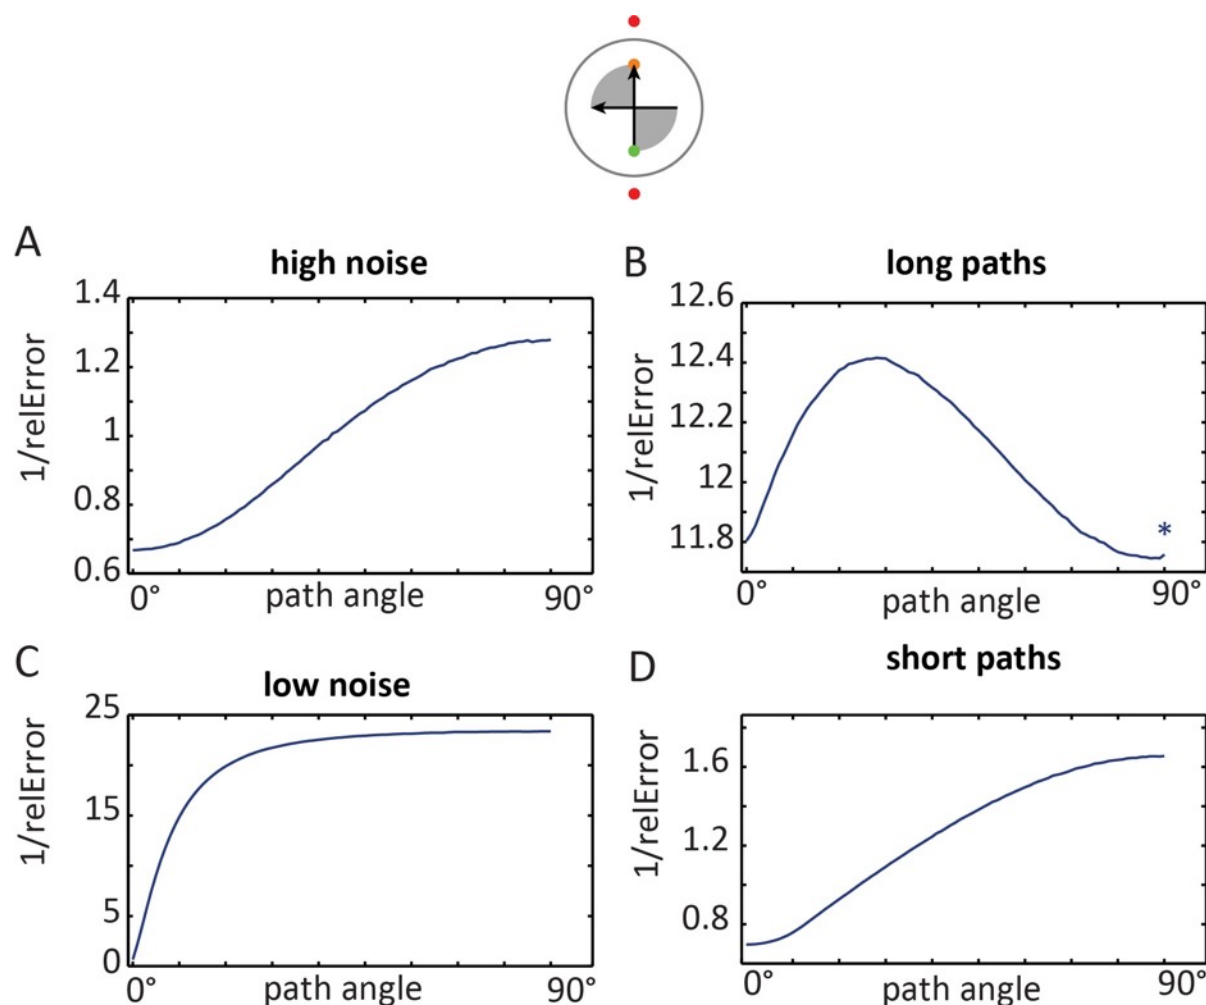 A
high noise
1/relError
1.4
1.2
1
0.8
0.6
0°
path angle
90°
B
long paths
1/relError
12.6
12.4
12.2
12
11.8
*
0°
path angle
90°
C
low noise
1/relError
25
15
5
0
0°
path angle
90°
D
short paths
1/relError
1.6
1.2
0.8
0°
path angle
90°